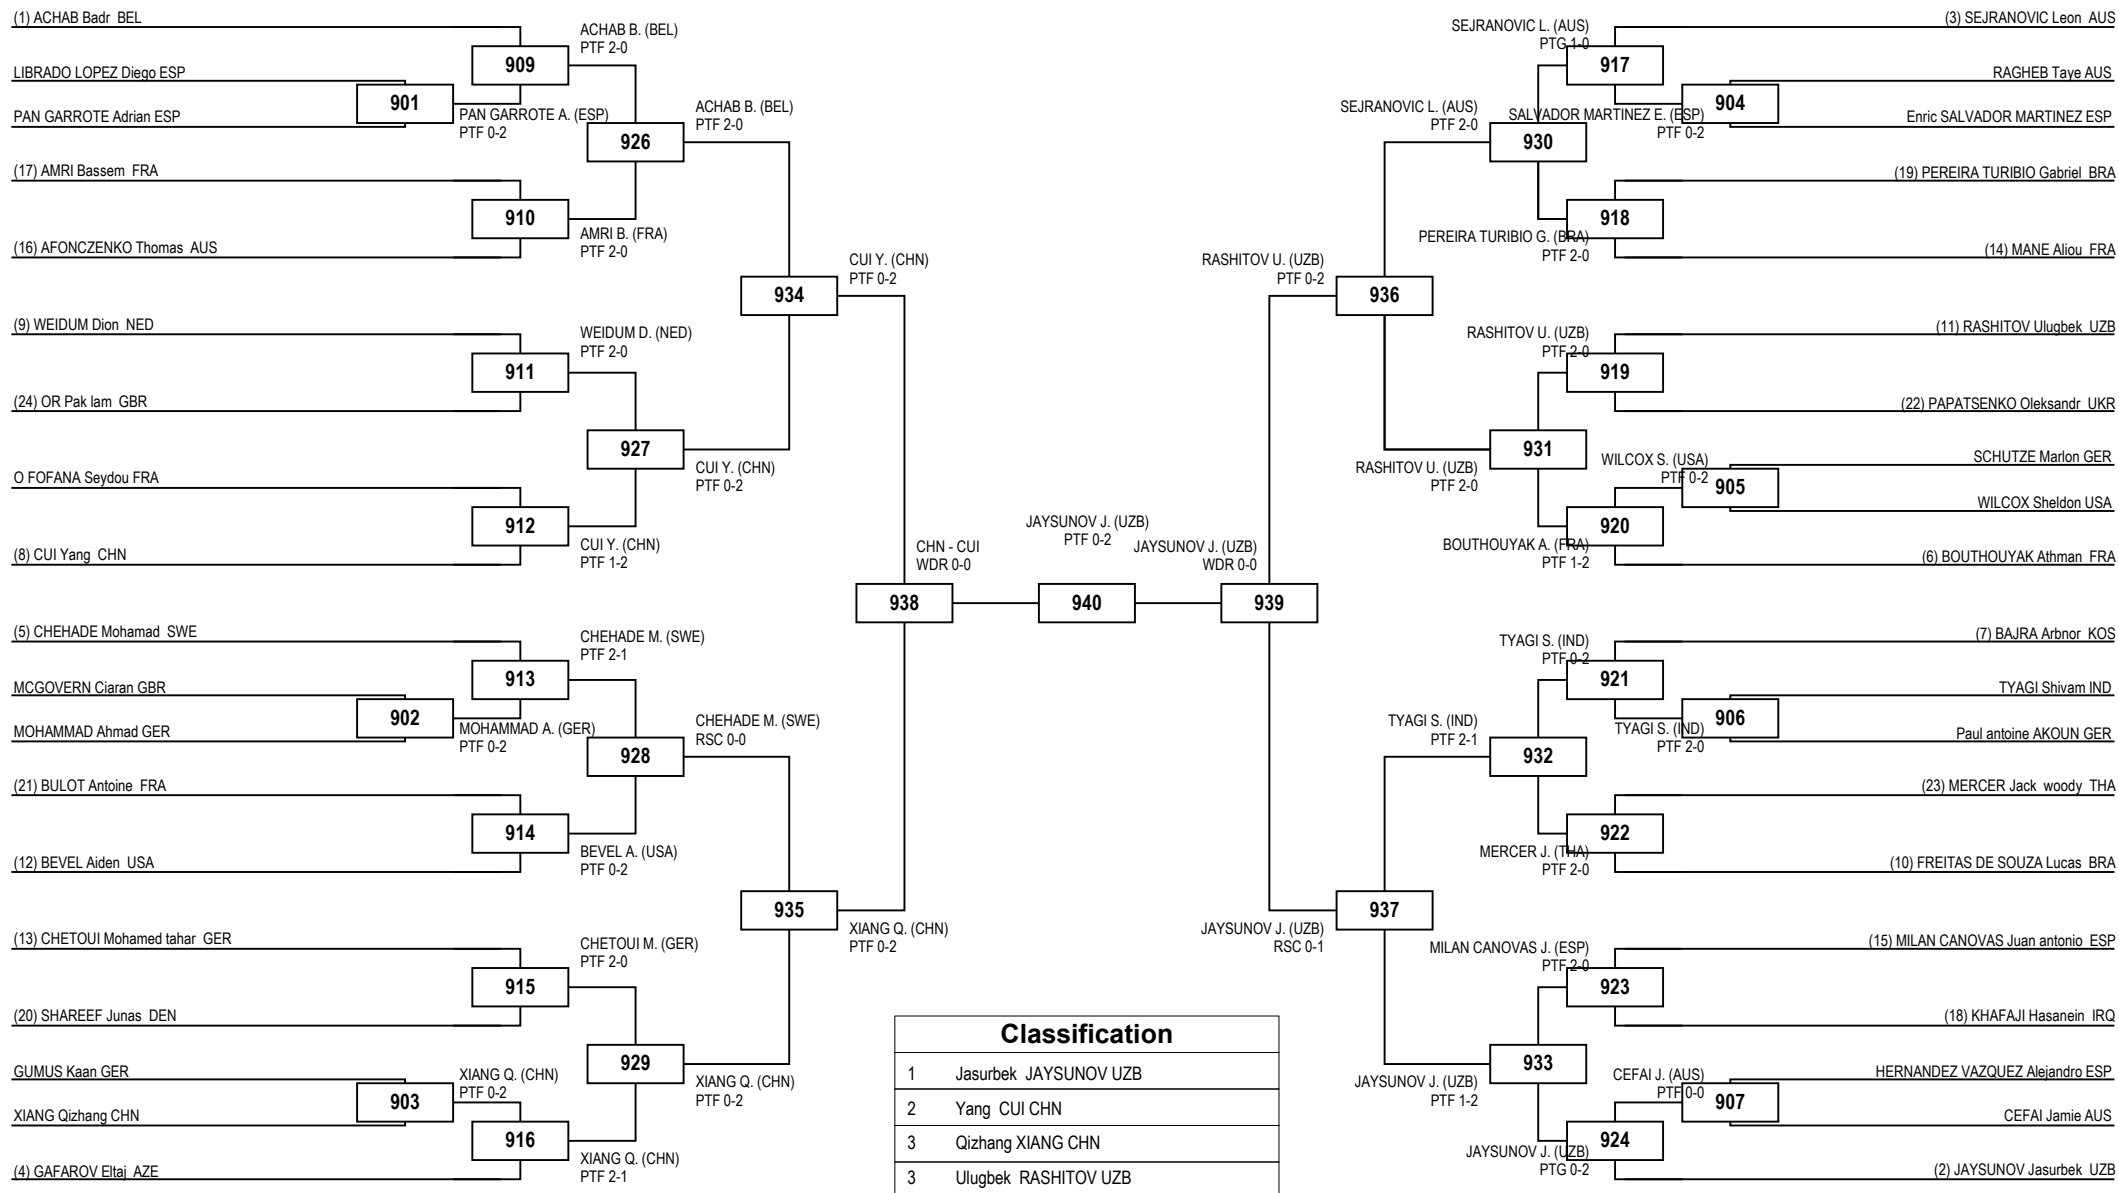 (1) ACHAB Badr BEL
LIBRADO LOPEZ Diego ESP
PAN GARROTE Adrian ESP
(17) AMRI Bassem FRA
(16) AFONCZENKO Thomas AUS
(9) WEIDUM Dion NED
(24) OR Pak lam GBR
O FOFANA Seydou FRA
(8) CUI Yang CHN
(5) CHEHADE Mohamad SWE
MCGOVERN Ciaran GBR
MOHAMMAD Ahmad GER
(21) BULOT Antoine FRA
(12) BEVEL Aiden USA
(13) CHETOUI Mohamed tahar GER
(20) SHAREEF Junas DEN
GUMUS Kaan GER
XIANG Qizhang CHN
(4) GAFAROV Eltaj AZE
901
PAN GARROTE A. (ESP)
PTF 0-2
902
MOHAMMAD A. (GER)
PTF 0-2
903
XIANG Q. (CHN)
PTF 0-2
909
ACHAB B. (BEL)
PTF 2-0
910
AMRI B. (FRA)
PTF 2-0
911
WEIDUM D. (NED)
PTF 2-0
912
CUI Y. (CHN)
PTF 1-2
913
CHEHADE M. (SWE)
PTF 2-1
914
BEVEL A. (USA)
PTF 0-2
915
CHETOUI M. (GER)
PTF 2-0
916
XIANG Q. (CHN)
PTF 2-1
926
ACHAB B. (BEL)
PTF 2-0
927
CUI Y. (CHN)
PTF 0-2
928
CHEHADE M. (SWE)
RSC 0-0
929
XIANG Q. (CHN)
PTF 0-2
934
CUI Y. (CHN)
PTF 0-2
935
XIANG Q. (CHN)
PTF 0-2
938
CHN - CUI
WDR 0-0
940
JAYSUNOV J. (UZB)
PTF 0-2
939
JAYSUNOV J. (UZB)
WDR 0-0
936
RASHITOV U. (UZB)
PTF 0-2
937
JAYSUNOV J. (UZB)
RSC 0-1
930
SEJRANOVIC L. (AUS)
PTF 2-0
931
RASHITOV U. (UZB)
PTF 2-0
932
TYAGI S. (IND)
PTF 2-1
933
JAYSUNOV J. (UZB)
PTF 1-2
917
SEJRANOVIC L. (AUS)
PTG 1-0
918
PEREIRA TURIBIO G. (BRA)
PTF 2-0
919
RASHITOV U. (UZB)
PTF 2-0
920
BOUTHOUYAK A. (FRA)
PTF 1-2
921
TYAGI S. (IND)
PTF 0-2
922
MERCER J. (THA)
PTF 2-0
923
MILAN CANOVAS J. (ESP)
PTF 2-0
924
JAYSUNOV J. (UZB)
PTG 0-2
904
SALVADOR MARTINEZ E. (ESP)
PTF 0-2
905
WILCOX S. (USA)
PTF 0-2
906
TYAGI S. (IND)
PTF 2-0
907
CEFAI J. (AUS)
PTF 0-0
(3) SEJRANOVIC Leon AUS
RAGHEB Taye AUS
Enric SALVADOR MARTINEZ ESP
(19) PEREIRA TURIBIO Gabriel BRA
(14) MANE Aliou FRA
(11) RASHITOV Ulugbek UZB
(22) PAPATSENKO Oleksandr UKR
SCHUTZE Marlon GER
WILCOX Sheldon USA
(6) BOUTHOUYAK Athman FRA
(7) BAJRA Arbnor KOS
TYAGI Shivam IND
Paul antoine AKOUN GER
(23) MERCER Jack woody THA
(10) FREITAS DE SOUZA Lucas BRA
(15) MILAN CANOVAS Juan antonio ESP
(18) KHAFAJI Hasanein IRQ
HERNANDEZ VAZQUEZ Alejandro ESP
CEFAI Jamie AUS
(2) JAYSUNOV Jasurbek UZB
Classification
1 Jasurbek JAYSUNOV UZB
2 Yang CUI CHN
3 Qizhang XIANG CHN
3 Ulugbek RASHITOV UZB